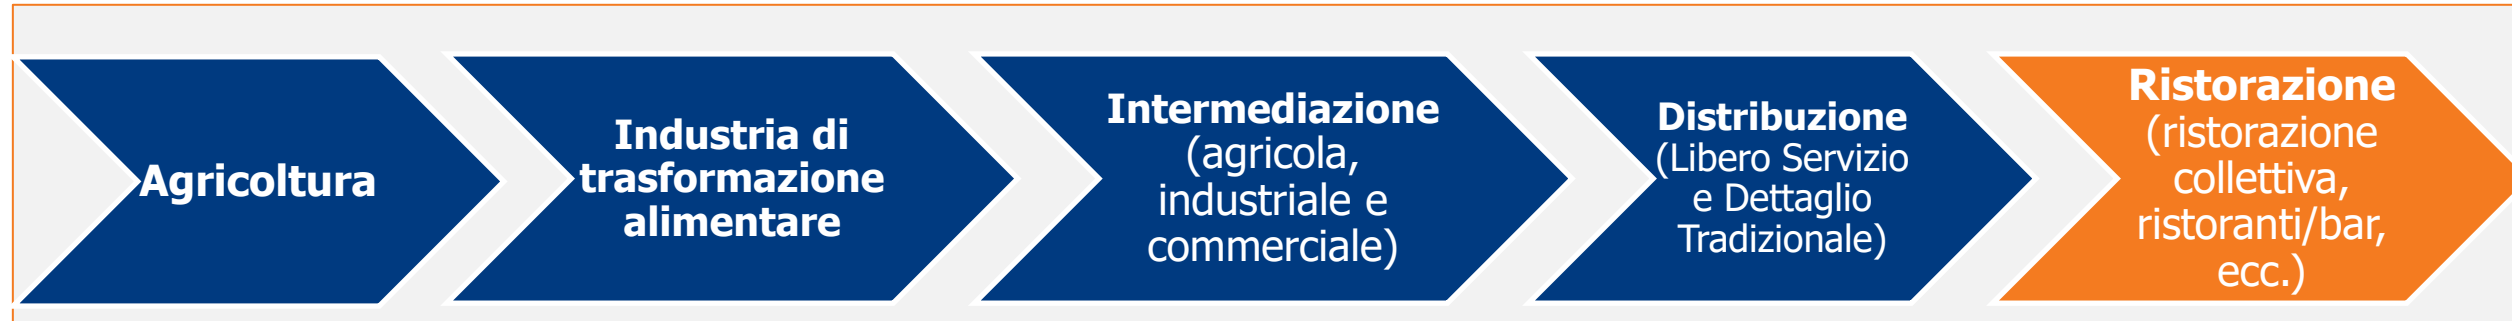 Agricoltura
Industria di
trasformazione
alimentare
Intermediazione
(agricola,
industriale e
commerciale)
Distribuzione
(Libero Servizio
e Dettaglio
Tradizionale)
Ristorazione
(ristorazione
collettiva,
ristoranti/bar,
ecc.)